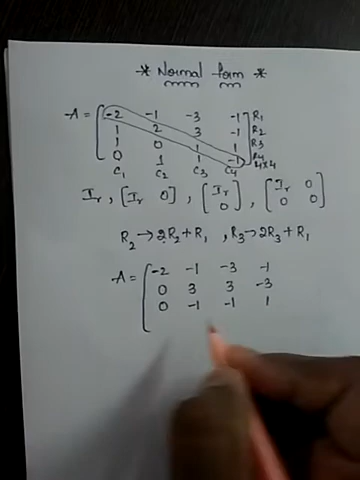 * Normal form *
A = [ -2 -1 -3 -1 ] R1
1 2 3 -1 R2
1 0 1 1 R3
0 1 1 -1 R4
C1 C2 C3 C4 4×4
Ir, [Ir 0], [Ir 0], [Ir 0 0 0]
R2 → 2R2 + R1, R3 → 2R3 + R1
A = [ -2 -1 -3 -1
0 3 3 -3
0 -1 -1 1